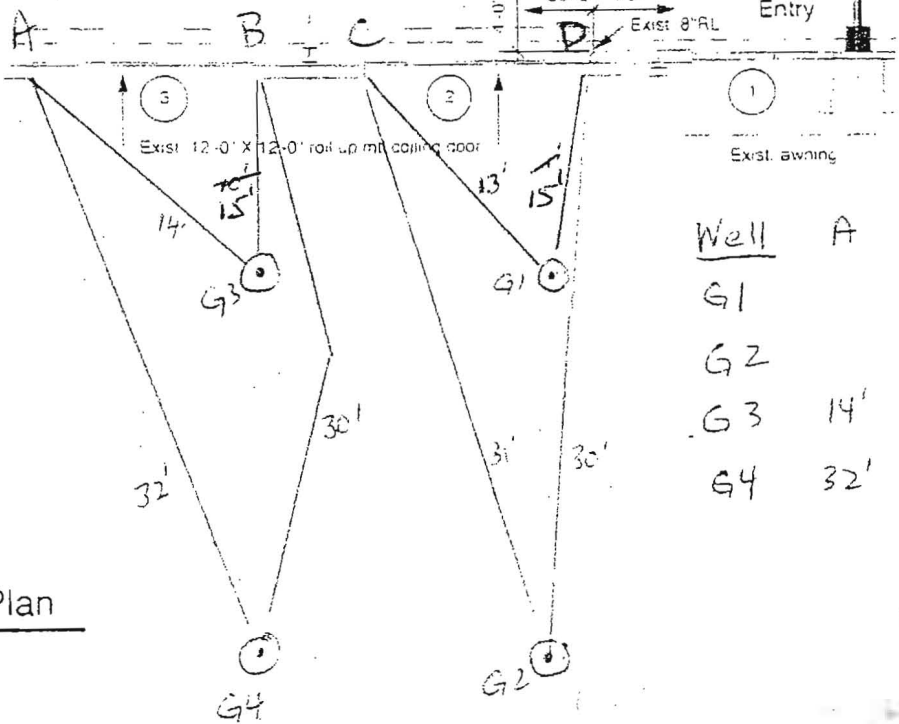 Entry
Exist 8"RL
A B C D
3 2 1
Exist 12-0" X 12-0" roll up mtl coiling door
Exist. awning
15'
14'
13'
15'
G3
G1
Well A
G1
G2
G3 14'
G4 32'
30'
32'
31'
30'
Plan
G4
G2